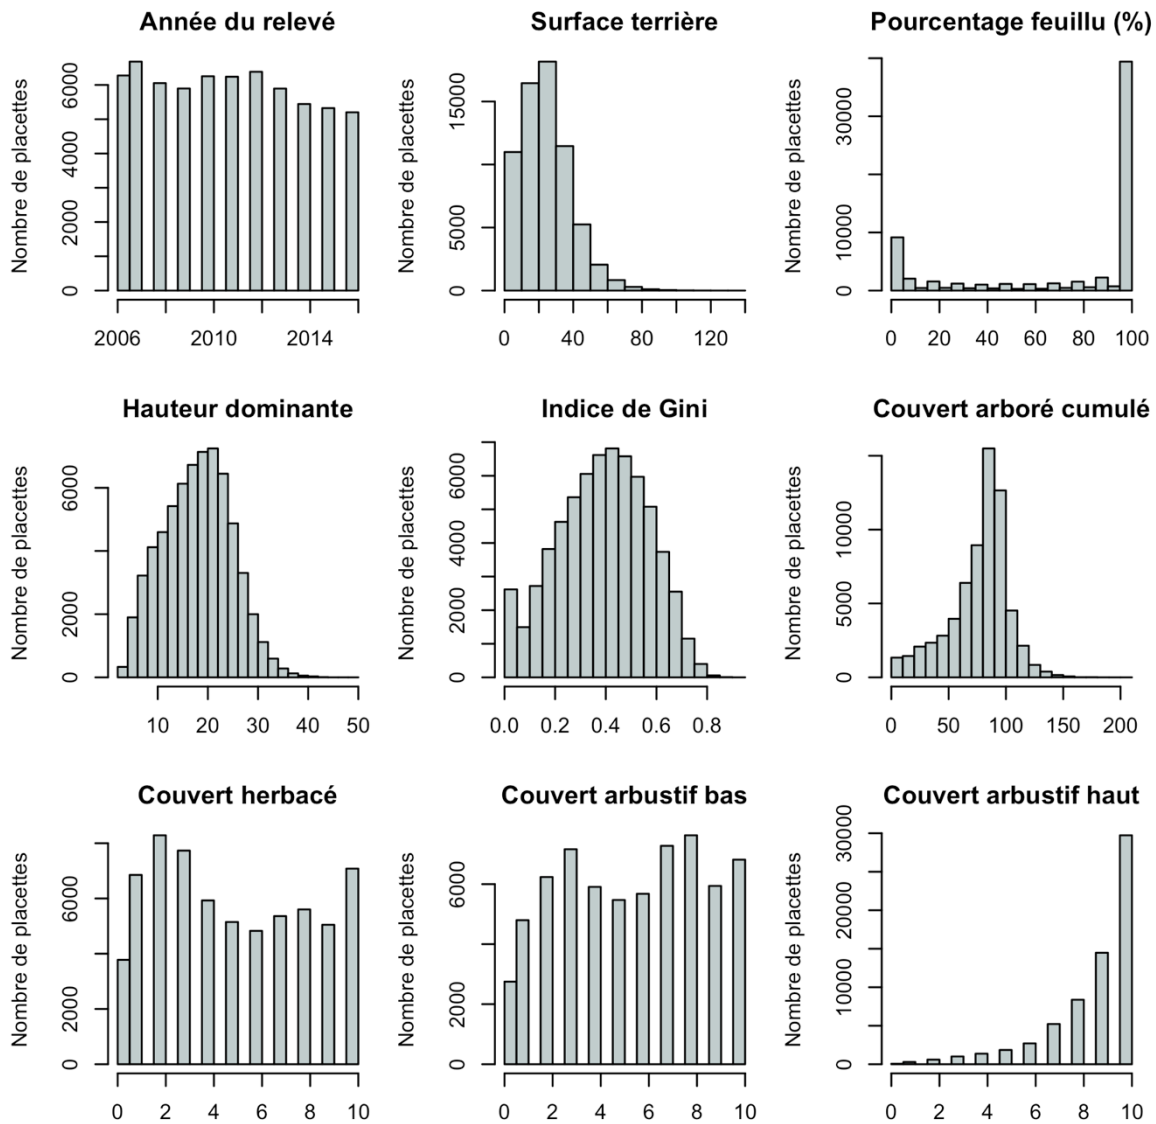 Année du relevé
Nombre de placettes
0 2000 4000 6000
2006 2010 2014
Surface terrière
Nombre de placettes
0 5000 15000
0 40 80 120
Pourcentage feuillu (%)
Nombre de placettes
0 10000 30000
0 20 40 60 80 100
Hauteur dominante
Nombre de placettes
0 2000 6000
10 20 30 40 50
Indice de Gini
Nombre de placettes
0 2000 4000 6000
0.0 0.2 0.4 0.6 0.8
Couvert arboré cumulé
Nombre de placettes
0 5000 10000
0 50 100 150 200
Couvert herbacé
Nombre de placettes
0 2000 6000
0 2 4 6 8 10
Couvert arbustif bas
Nombre de placettes
0 2000 6000
0 2 4 6 8 10
Couvert arbustif haut
Nombre de placettes
0 10000 20000 30000
0 2 4 6 8 10